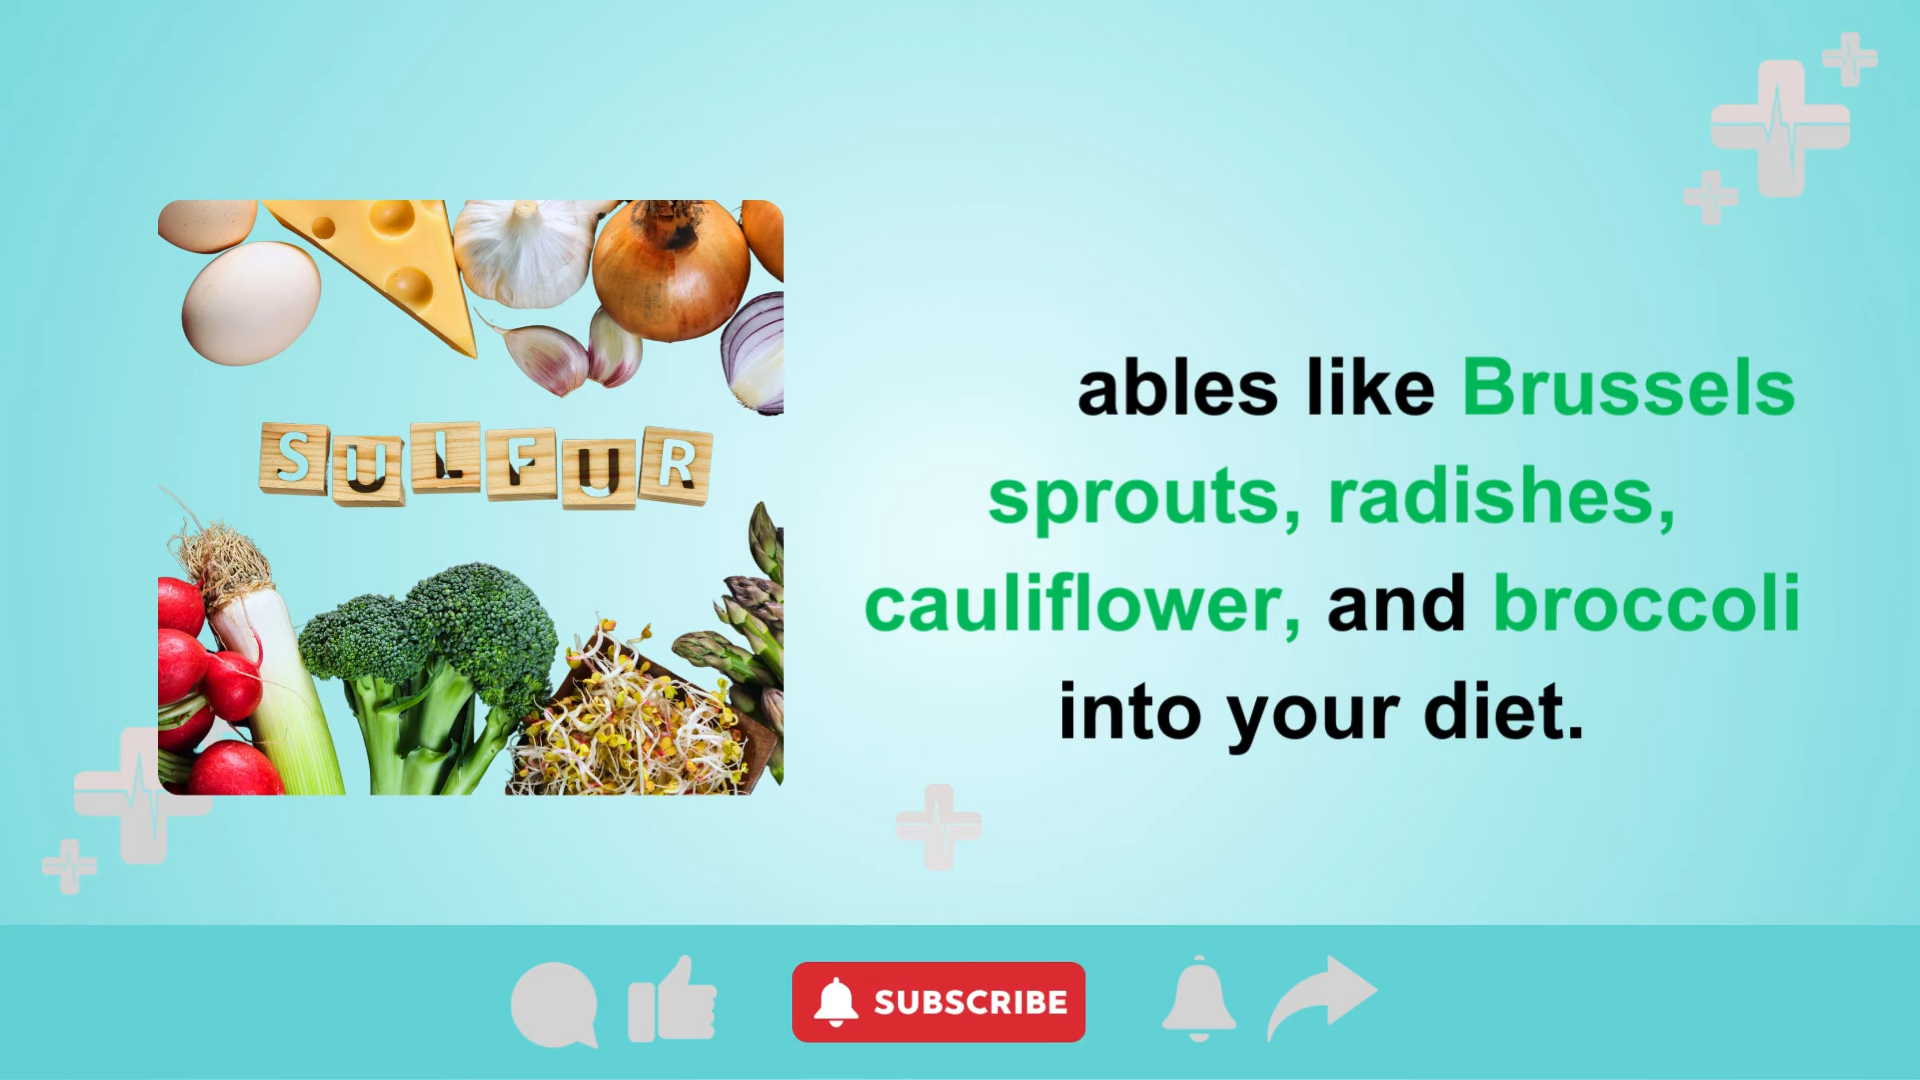 SULFUR
ables like Brussels
sprouts, radishes,
cauliflower, and broccoli
into your diet.
SUBSCRIBE